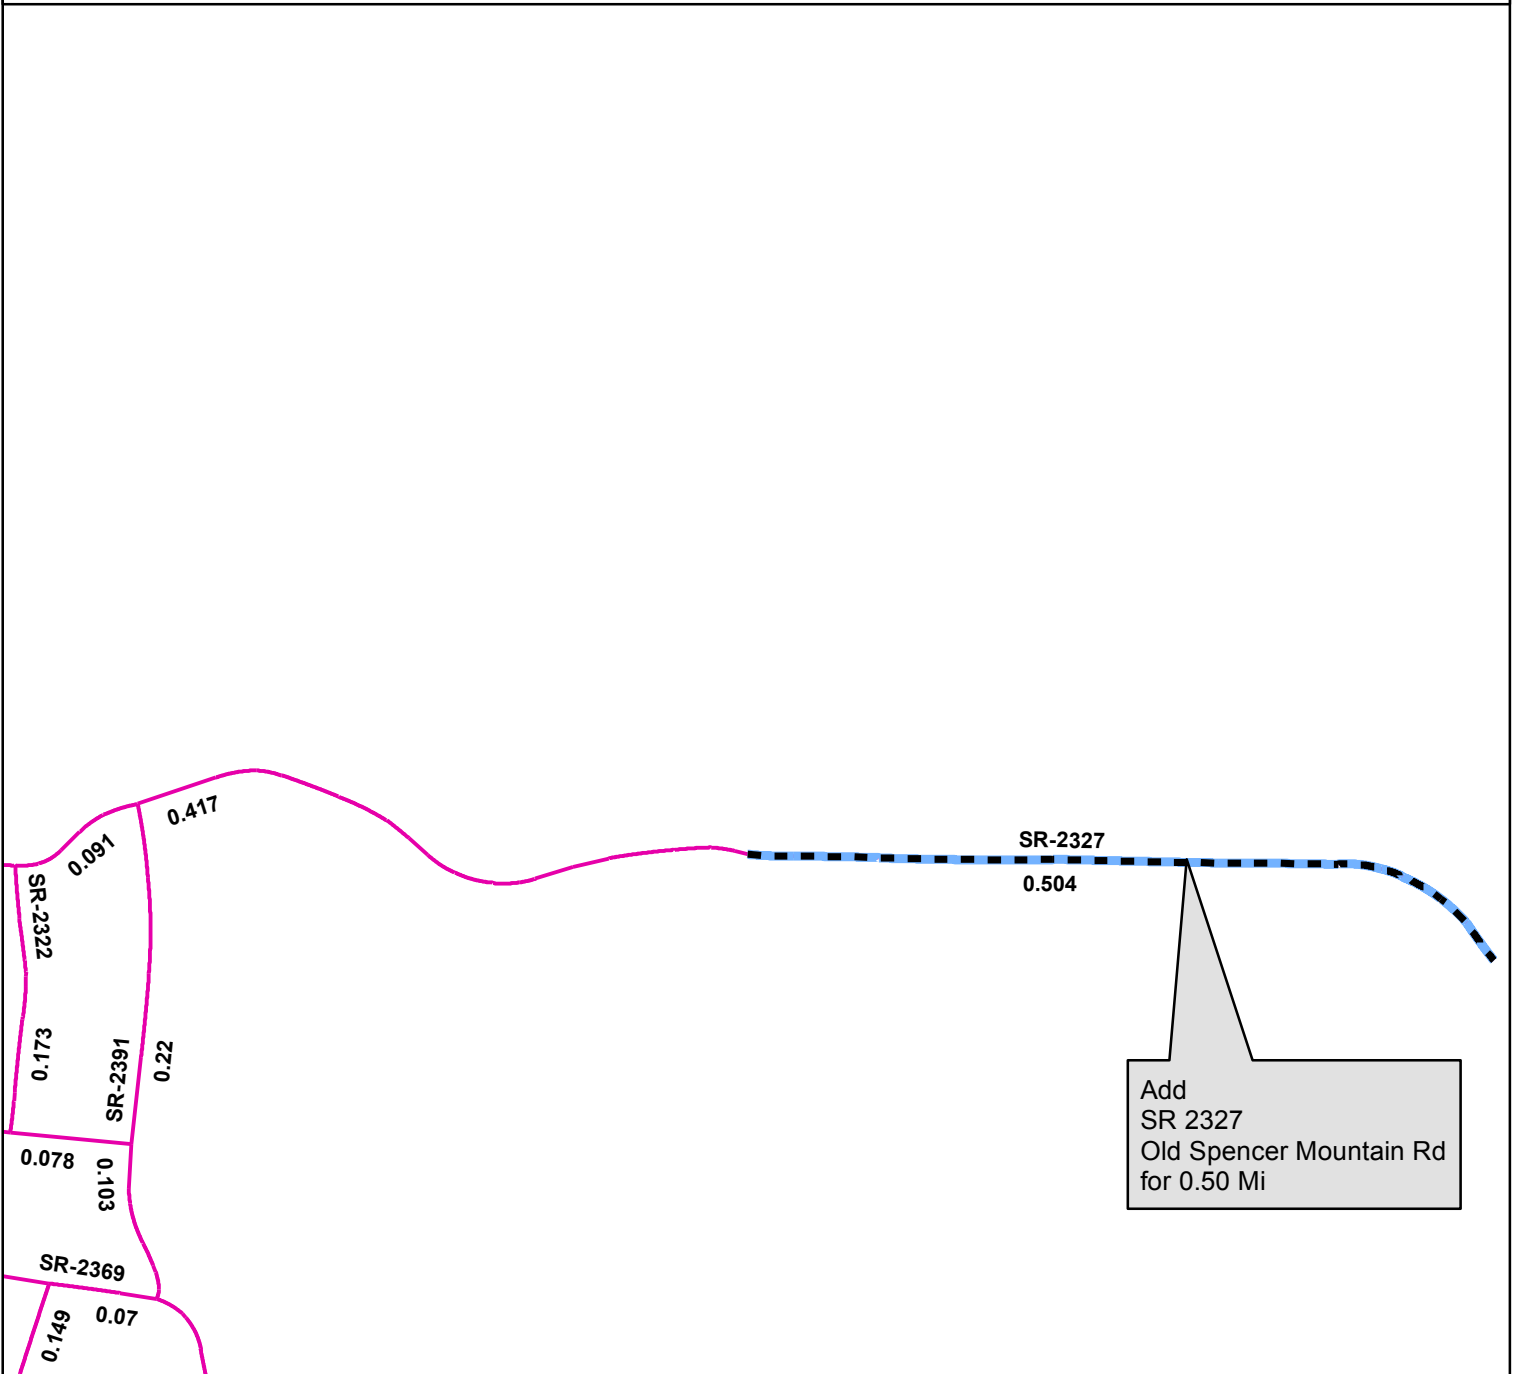 0.417
0.091
SR-2327
0.504
SR-2322
0.173
SR-2391
0.22
Add
SR 2327
Old Spencer Mountain Rd
for 0.50 Mi
0.078
0.103
SR-2369
0.07
0.149